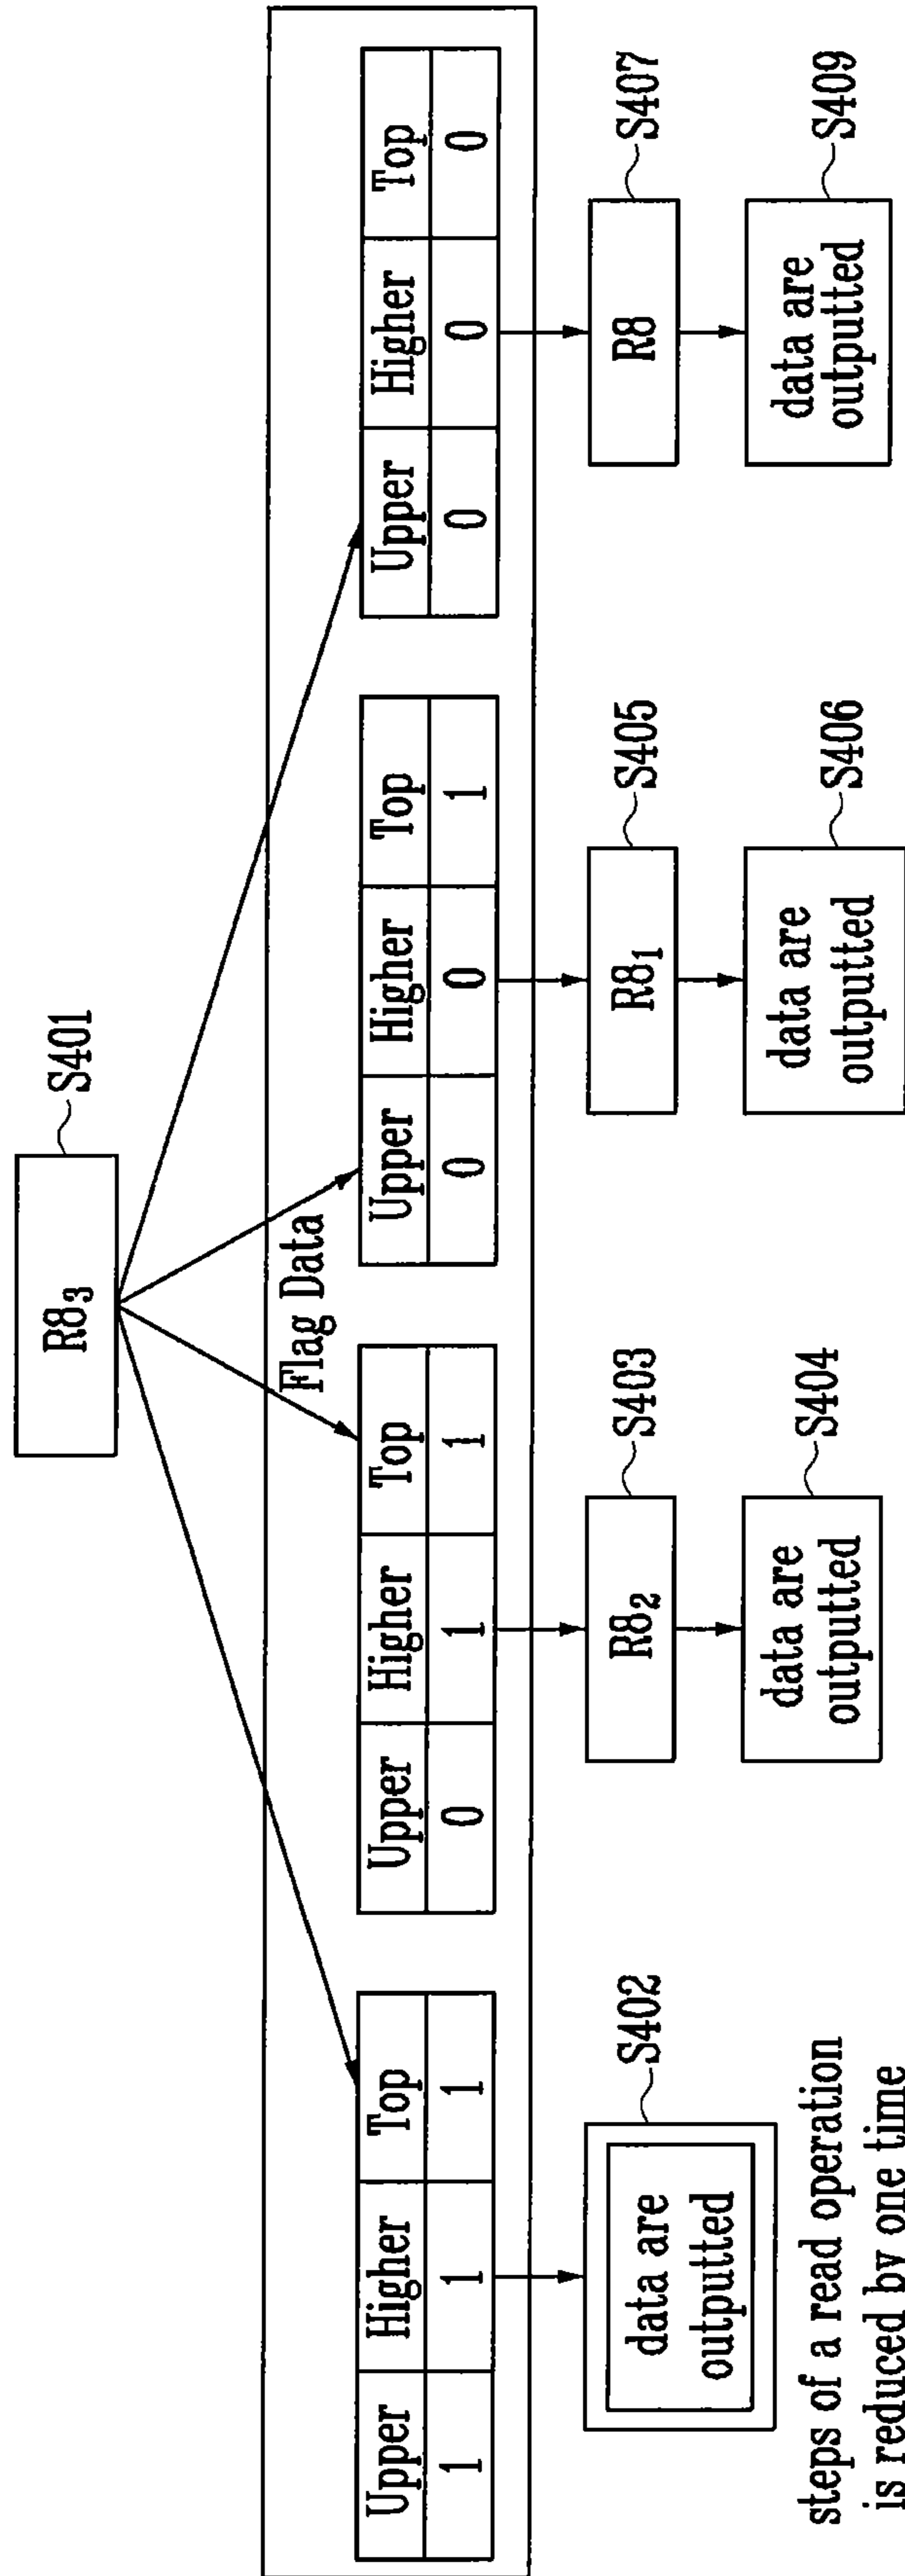 R8₃ S401
Flag Data
Upper Higher Top
1 1 1
Upper Higher Top
0 1 1
Upper Higher Top
0 0 1
Upper Higher Top
0 0 0
data are
outputted
S402
steps of a read operation
is reduced by one time
R8₂ S403
data are
outputted
S404
R8₁ S405
data are
outputted
S406
R8 S407
data are
outputted
S409